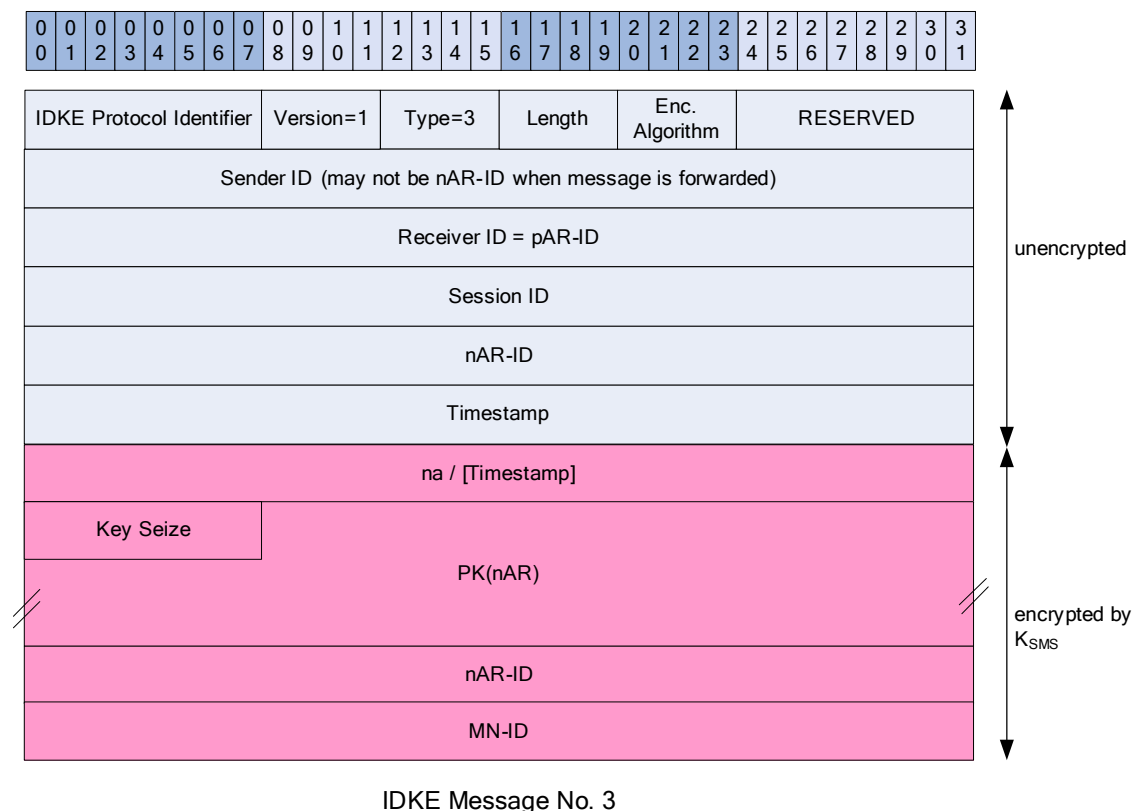 0 0 0 0 0 0 0 0 0 0 1 1 1 1 1 1 1 1 1 1 2 2 2 2 2 2 2 2 2 2 3 3
0 1 2 3 4 5 6 7 8 9 0 1 2 3 4 5 6 7 8 9 0 1 2 3 4 5 6 7 8 9 0 1
IDKE Protocol Identifier Version=1 Type=3 Length Enc. Algorithm RESERVED
Sender ID (may not be nAR-ID when message is forwarded)
Receiver ID = pAR-ID
unencrypted
Session ID
nAR-ID
Timestamp
na / [Timestamp]
Key Seize
PK(nAR)
encrypted by
KSMS
nAR-ID
MN-ID
IDKE Message No. 3